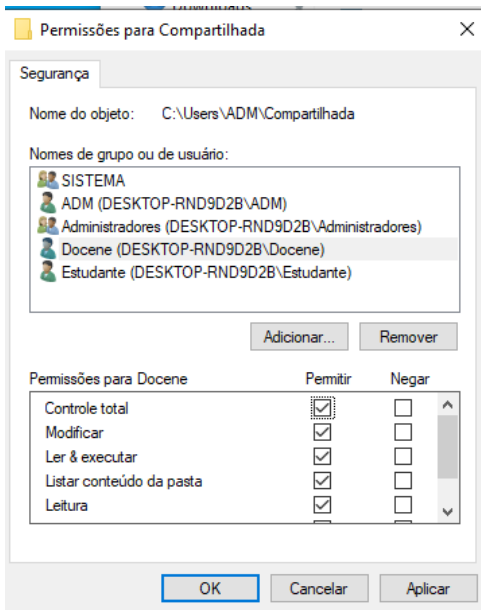 Downloads
Permissões para Compartilhada
Segurança
Nome do objeto: C:\Users\ADM\Compartilhada
Nomes de grupo ou de usuário:
SISTEMA
ADM (DESKTOP-RND9D2B\ADM)
Administradores (DESKTOP-RND9D2B\Administradores)
Docene (DESKTOP-RND9D2B\Docene)
Estudante (DESKTOP-RND9D2B\Estudante)
Adicionar... Remover
Permissões para Docene Permitir Negar
Controle total
Modificar
Ler & executar
Listar conteúdo da pasta
Leitura
OK Cancelar Aplicar